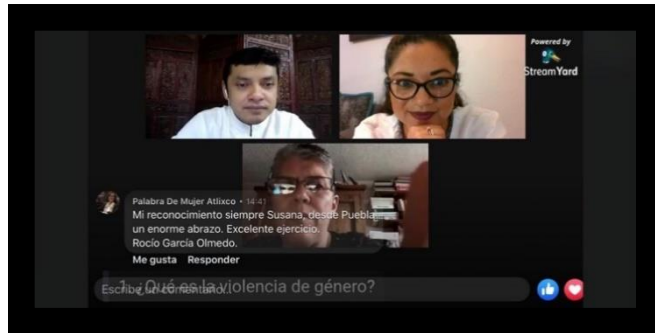 Powered by
StreamYard
Palabra De Mujer Atlixco • 14:41
Mi reconocimiento siempre Susana, desde Puebla
un enorme abrazo. Excelente ejercicio.
Rocío García Olmedo.
Me gusta Responder
Escribe un comentario...
1. ¿Qué es la violencia de género?